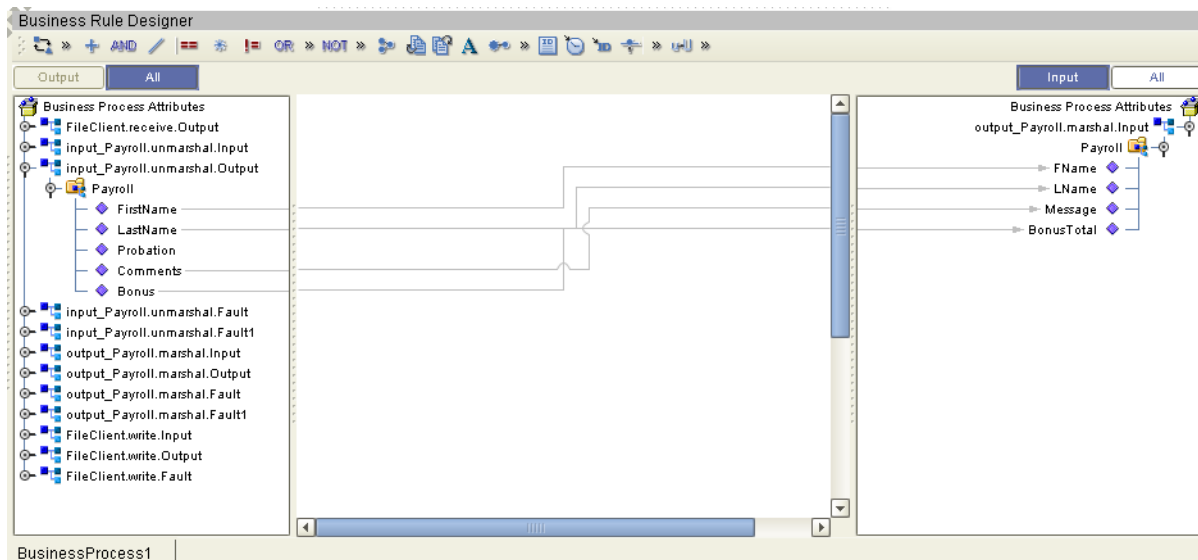 Business Rule Designer
» AND == != OR » NOT » A » »  »
Output All
Input All
Business Process Attributes
FileClient.receive.Output
input_Payroll.unmarshal.Input
input_Payroll.unmarshal.Output
Payroll
FirstName
LastName
Probation
Comments
Bonus
input_Payroll.unmarshal.Fault
input_Payroll.unmarshal.Fault1
output_Payroll.marshal.Input
output_Payroll.marshal.Output
output_Payroll.marshal.Fault
output_Payroll.marshal.Fault1
FileClient.write.Input
FileClient.write.Output
FileClient.write.Fault
Business Process Attributes
output_Payroll.marshal.Input
Payroll
FName
LName
Message
BonusTotal
BusinessProcess1